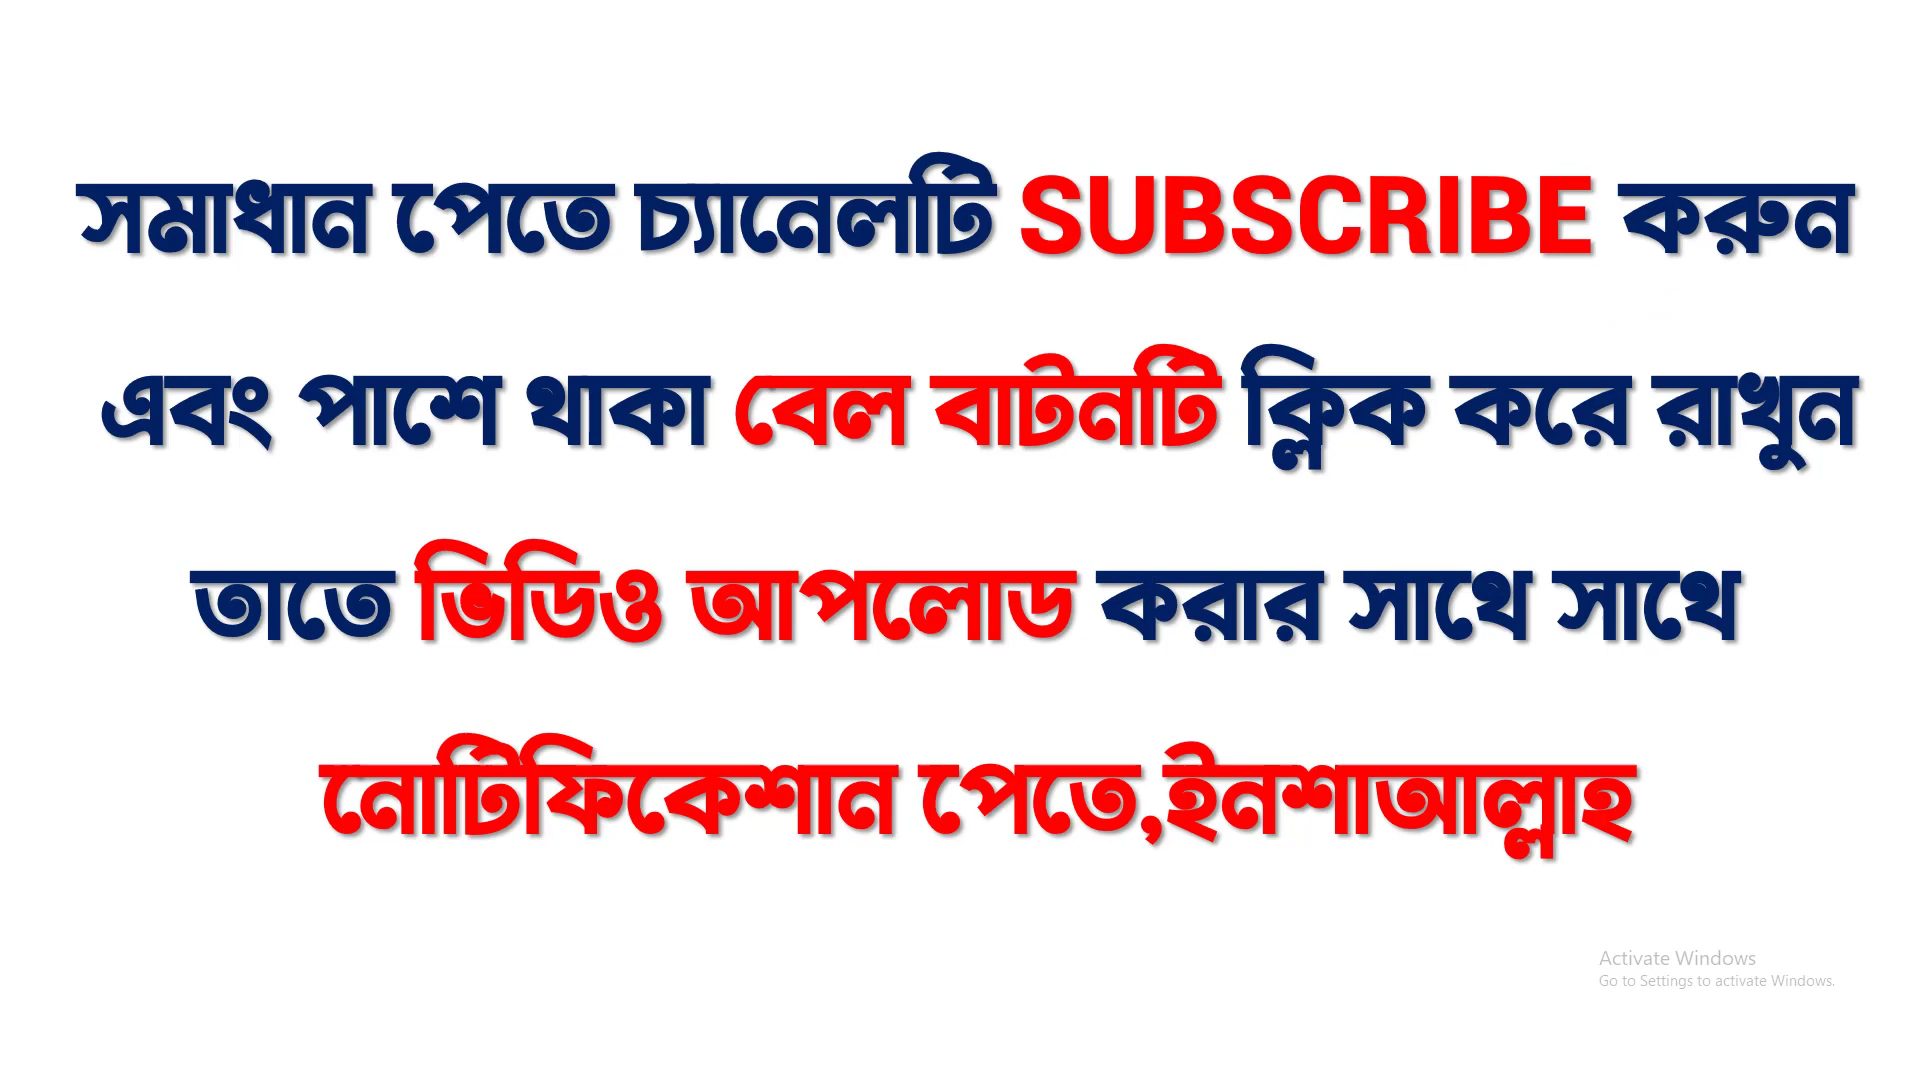 সমাধান পেতে চ্যানেলটি SUBSCRIBE করুন
এবং পাশে থাকা বেল বাটনটি ক্লিক করে রাখুন
তাতে ভিডিও আপলোড করার সাথে সাথে
নোটিফিকেশান পেতে,ইনশাআল্লাহ
Activate Windows
Go to Settings to activate Windows.